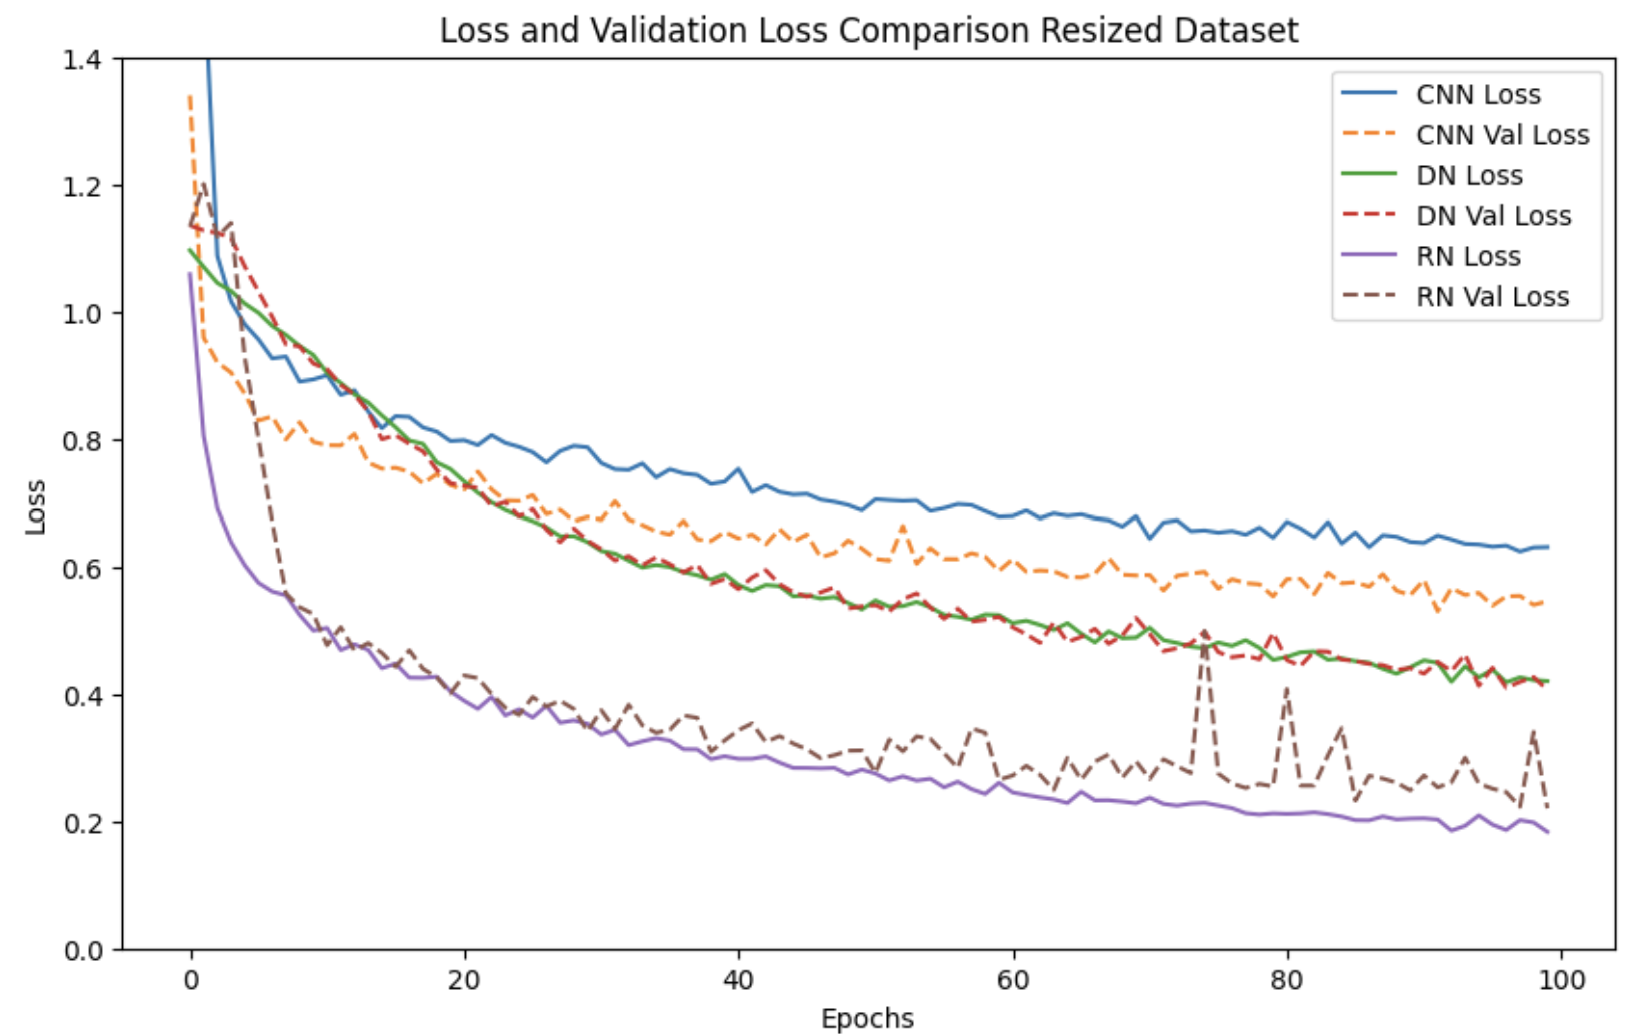 Loss and Validation Loss Comparison Resized Dataset
1.4
1.2
1.0
0.8
0.6
0.4
0.2
0.0
Loss
CNN Loss
CNN Val Loss
DN Loss
DN Val Loss
RN Loss
RN Val Loss
0 20 40 60 80 100
Epochs